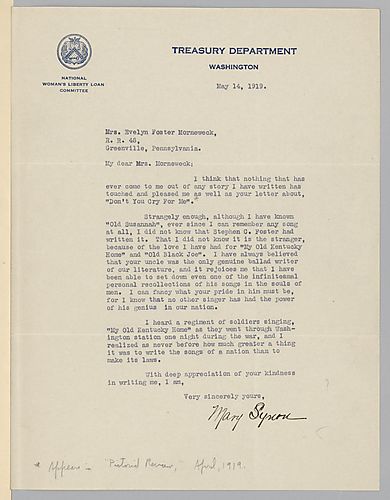 NATIONAL
WOMAN'S LIBERTY LOAN
COMMITTEE
TREASURY DEPARTMENT
WASHINGTON
May 14, 1919.
Mrs. Evelyn Foster Morneweck,
R. R. 48,
Greenville, Pennsylvania.
My dear Mrs. Morneweck;
I think that nothing that has
ever come to me out of any story I have written has
touched and pleased me as well as your letter about,
"Don't You Cry For Me".*
Strangely enough, although I have known
"Old Susannah", ever since I can remember any song
at all, I did not know that Stephen C. Foster had
written it. That I did not know it is the stranger,
because of the love I have had for "My Old Kentucky
Home" and "Old Black Joe". I have always believed
that your uncle was the only genuine ballad writer
of our literature, and it rejoices me that I have
been able to set down even one of the infinitesmal
personal recollections of his songs in the souls of
men. I can fancy what your pride in him must be,
for I know that no other singer has had the power
of his genius in our nation.
I heard a regiment of soldiers singing,
"My Old Kentucky Home" as they went through Wash-
ington station one night during the war, and I
realized as never before how much greater a thing
it was to write the songs of a nation than to
make its laws.
With deep appreciation of your kindness
in writing me, I am,
Very sincerely yours,
Mary Synon
* Appears in "Pictorial Review," April, 1919.